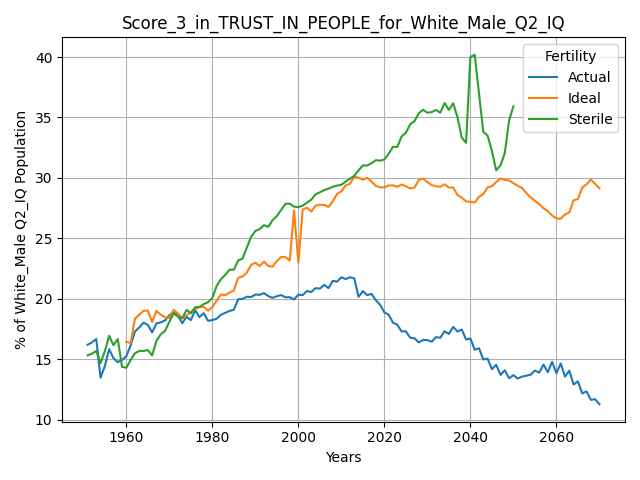 Score_3_in_TRUST_IN_PEOPLE_for_White_Male_Q2_IQ
Fertility
Actual
Ideal
Sterile
% of White_Male Q2_IQ Population
40
35
30
25
20
15
10
1960
1980
2000
2020
2040
2060
Years